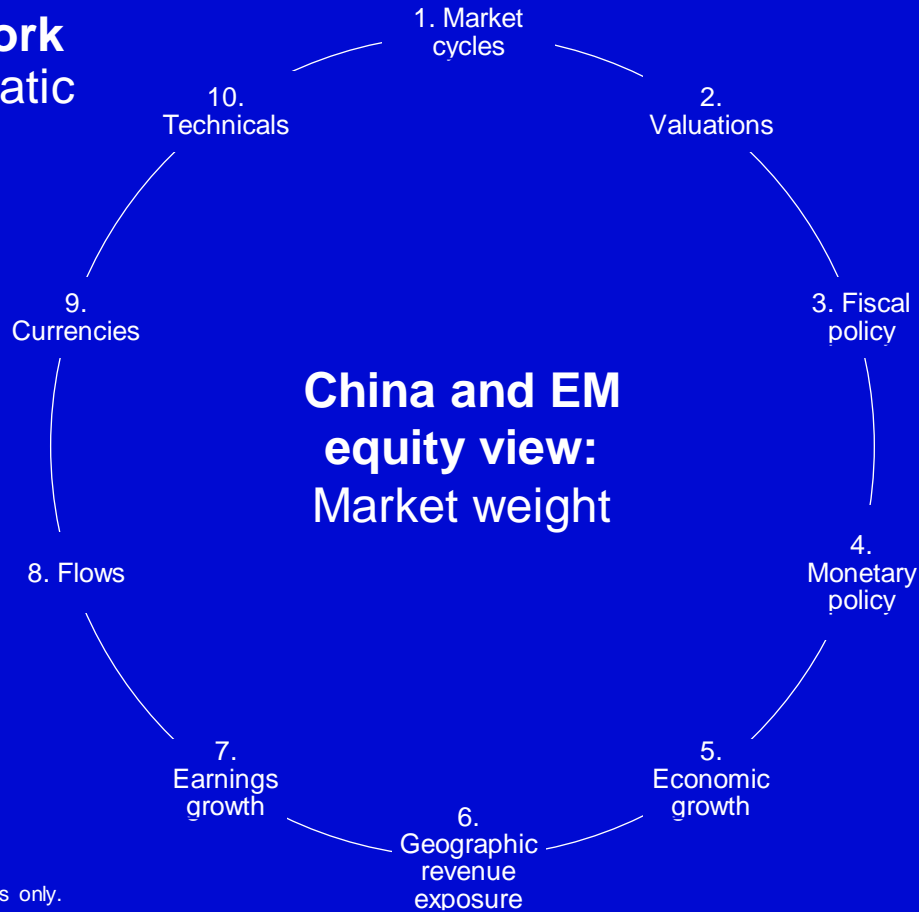 ork
atic
1. Market
cycles
2.
Valuations
3. Fiscal
policy
4.
Monetary
policy
5.
Economic
growth
6.
Geographic
revenue
exposure
7.
Earnings
growth
8. Flows
9.
Currencies
10.
Technicals
China and EM
equity view:
Market weight
s only.